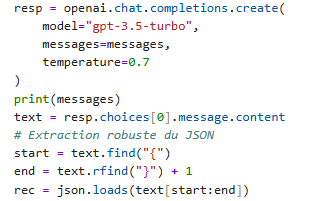 resp = openai.chat.completions.create(
    model="gpt-3.5-turbo",
    messages=messages,
    temperature=0.7
)
print(messages)
text = resp.choices[0].message.content
# Extraction robuste du JSON
start = text.find("{")
end = text.rfind("}") + 1
rec = json.loads(text[start:end])